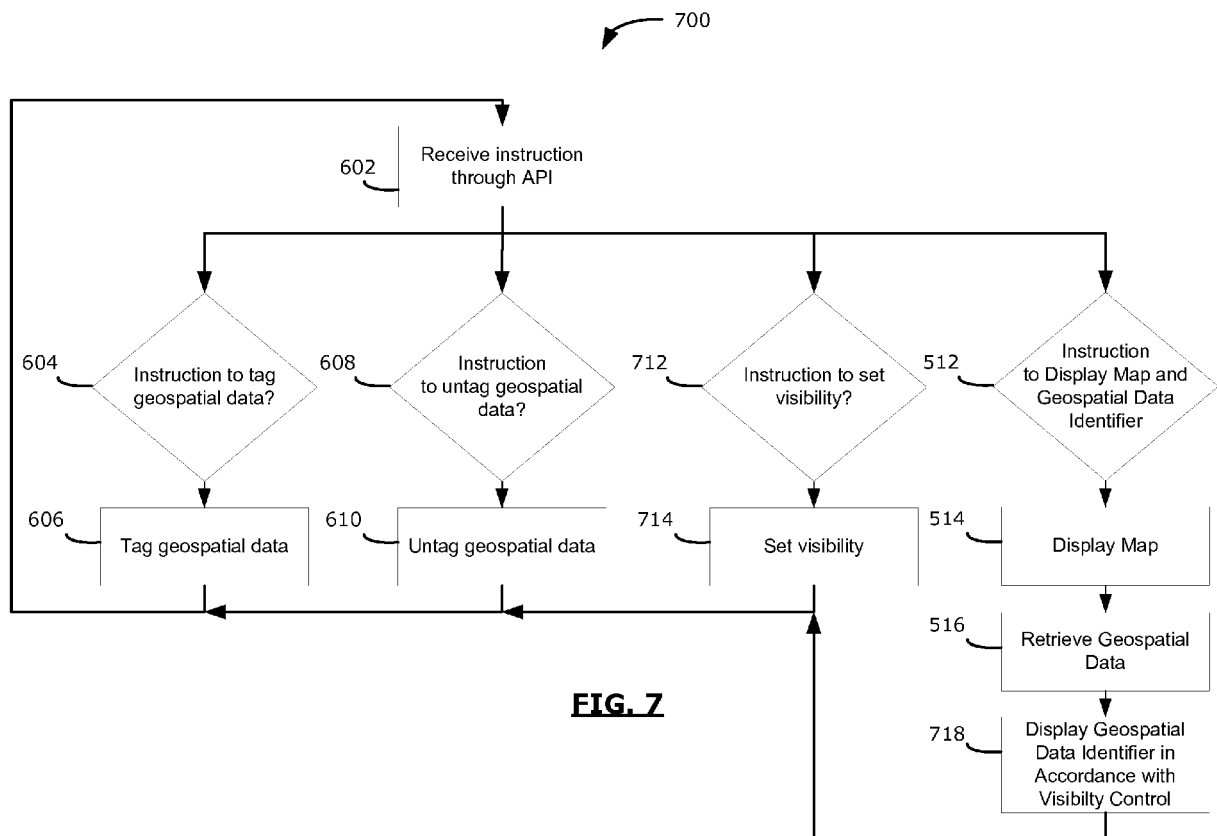 700
602
Receive instruction
through API
604
Instruction to tag
geospatial data?
608
Instruction
to untag geospatial
data?
712
Instruction to set
visibility?
512
Instruction
to Display Map and
Geospatial Data
Identifier
606
Tag geospatial data
610
Untag geospatial data
714
Set visibility
514
Display Map
516
Retrieve Geospatial
Data
FIG. 7
718
Display Geospatial
Data Identifier in
Accordance with
Visibilty Control